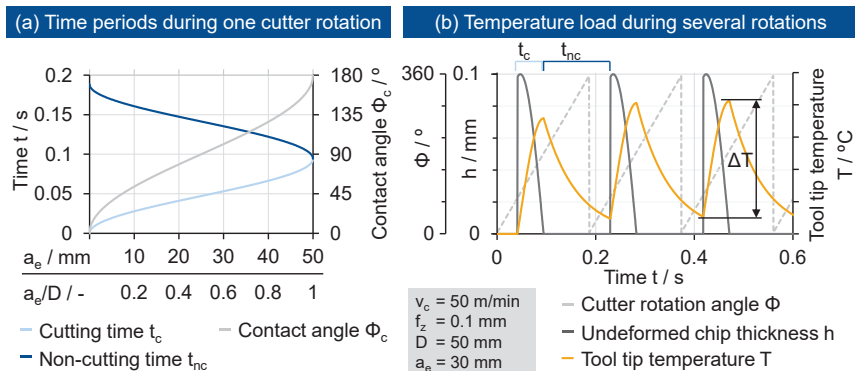 (a) Time periods during one cutter rotation
Time t / s
0.2
0.15
0.1
0.05
0
180
135
90
45
0
Contact angle Φc / º
aₑ / mm 10 20 30 40 50
aₑ/D / - 0.2 0.4 0.6 0.8 1
Cutting time tc
Contact angle Φc
Non-cutting time tnc
(b) Temperature load during several rotations
tc
tnc
Φ / º
360
0
h / mm
0.1
0
ΔT
Tool tip temperature
T / ºC
0 0.2 0.4 0.6
Time t / s
vc = 50 m/min
fz = 0.1 mm
D = 50 mm
aₑ = 30 mm
Cutter rotation angle Φ
Undeformed chip thickness h
Tool tip temperature T